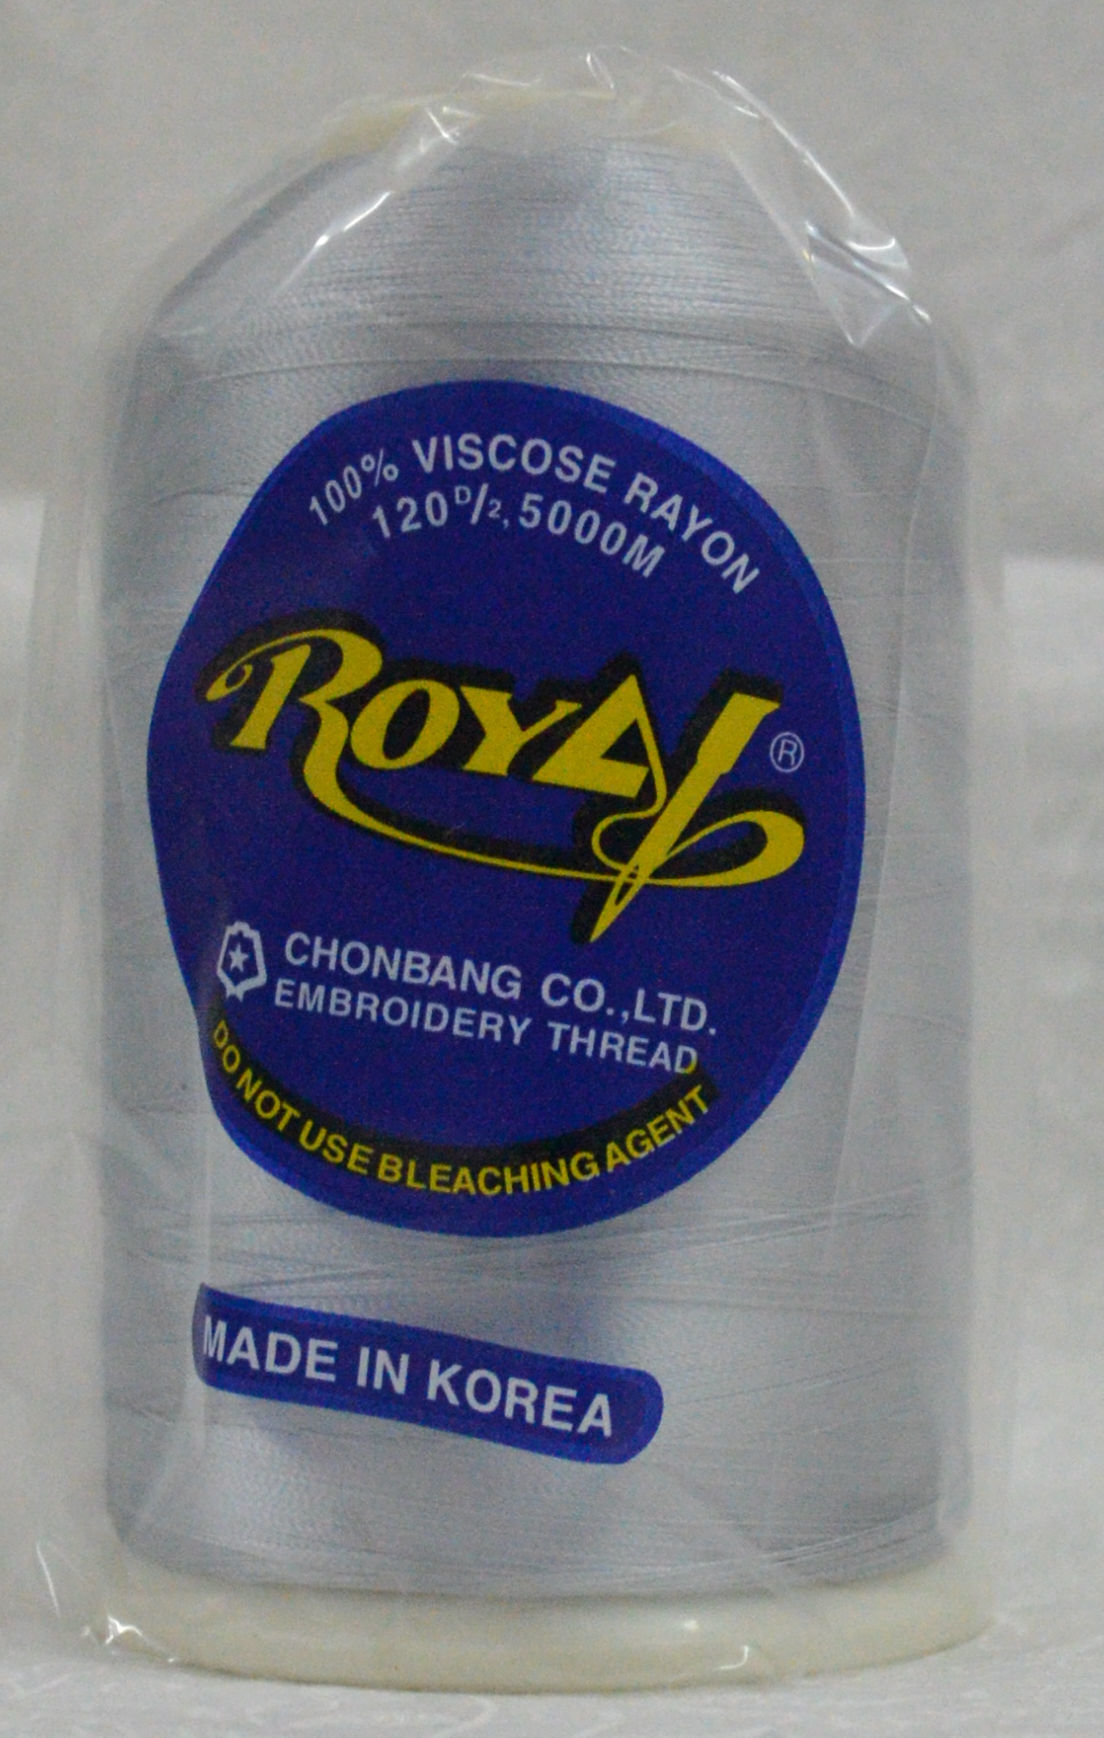 100% VISCOSE RAYON
120ᴰ/₂, 5000M
ROYAL®
CHONBANG CO.,LTD.
EMBROIDERY THREAD
DO NOT USE BLEACHING AGENT
MADE IN KOREA